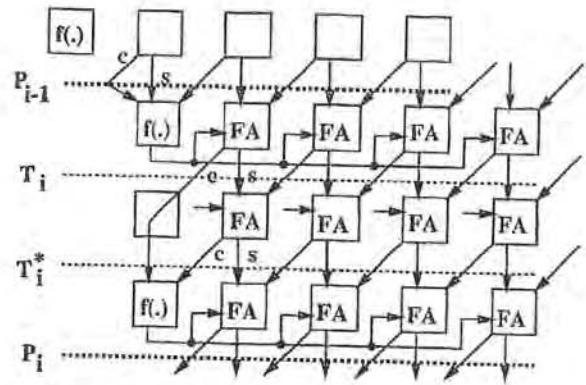 f(.)
c
s
P i-1
f(.) FA FA FA FA
T i
c s
FA FA FA FA
T i *
c s
f(.) FA FA FA FA
P i